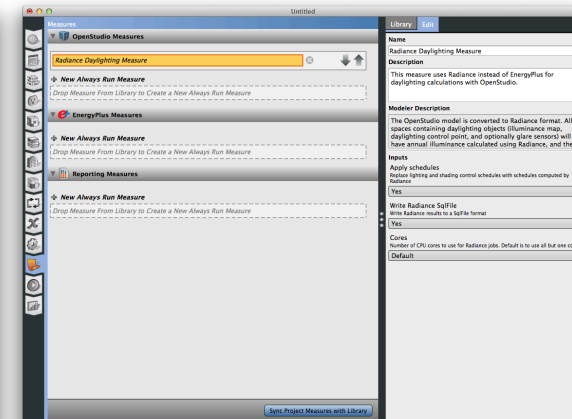 Untitled
Measures
OpenStudio Measures
Radiance Daylighting Measure
New Always Run Measure
Drop Measure From Library to Create a New Always Run Measure
EnergyPlus Measures
New Always Run Measure
Drop Measure From Library to Create a New Always Run Measure
Reporting Measures
New Always Run Measure
Drop Measure From Library to Create a New Always Run Measure
Sync Project Measures with Library
Library Edit
Name
Radiance Daylighting Measure
Description
This measure uses Radiance instead of EnergyPlus for
daylighting calculations with OpenStudio.
Modeler Description
The OpenStudio model is converted to Radiance format. All
spaces containing daylighting objects (illuminance map,
daylighting control point, and optionally glare sensors) will
have annual illuminance calculated using Radiance, and the
Inputs
Apply schedules
Replace lighting and shading control schedules with schedules computed by
Radiance
Yes
Write Radiance SqlFile
Write Radiance results to a SqlFile format
Yes
Cores
Number of CPU cores to use for Radiance jobs. Default is to use all but one co
Default